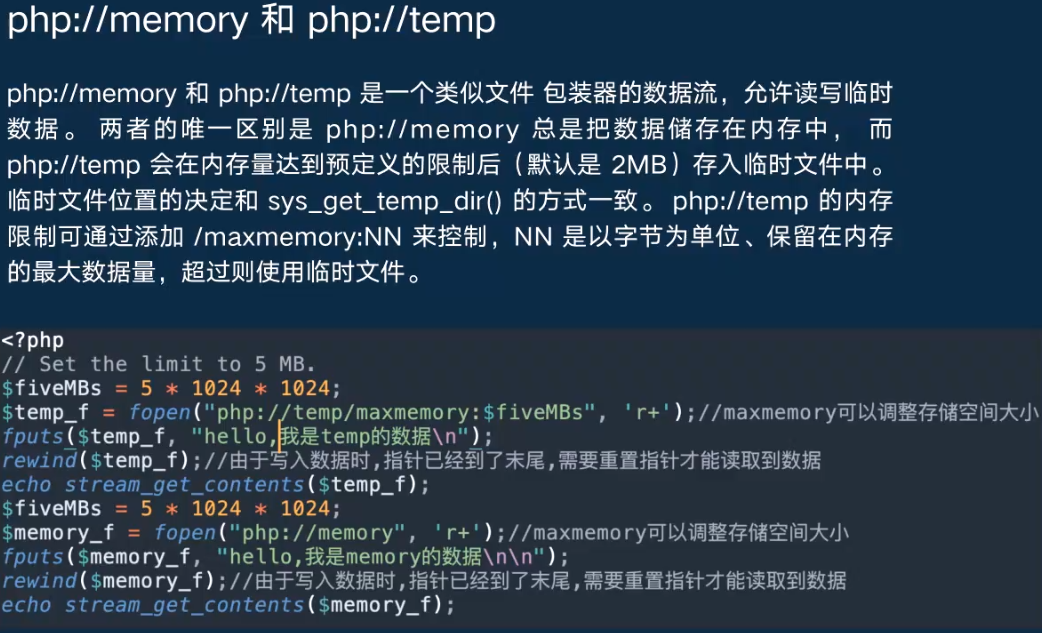 php://memory 和 php://temp
php://memory 和 php://temp 是一个类似文件 包装器的数据流，允许读写临时
数据。 两者的唯一区别是 php://memory 总是把数据储存在内存中， 而
php://temp 会在内存量达到预定义的限制后（默认是 2MB）存入临时文件中。
临时文件位置的决定和 sys_get_temp_dir() 的方式一致。 php://temp 的内存
限制可通过添加 /maxmemory:NN 来控制，NN 是以字节为单位、保留在内存
的最大数据量，超过则使用临时文件。
<?php
// Set the limit to 5 MB.
$fiveMBs = 5 * 1024 * 1024;
$temp_f = fopen("php://temp/maxmemory:$fiveMBs", 'r+');//maxmemory可以调整存储空间大小
fputs($temp_f, "hello,我是temp的数据\n");
rewind($temp_f);//由于写入数据时,指针已经到了末尾,需要重置指针才能读取到数据
echo stream_get_contents($temp_f);
$fiveMBs = 5 * 1024 * 1024;
$memory_f = fopen("php://memory", 'r+');//maxmemory可以调整存储空间大小
fputs($memory_f, "hello,我是memory的数据\n\n");
rewind($memory_f);//由于写入数据时,指针已经到了末尾,需要重置指针才能读取到数据
echo stream_get_contents($memory_f);